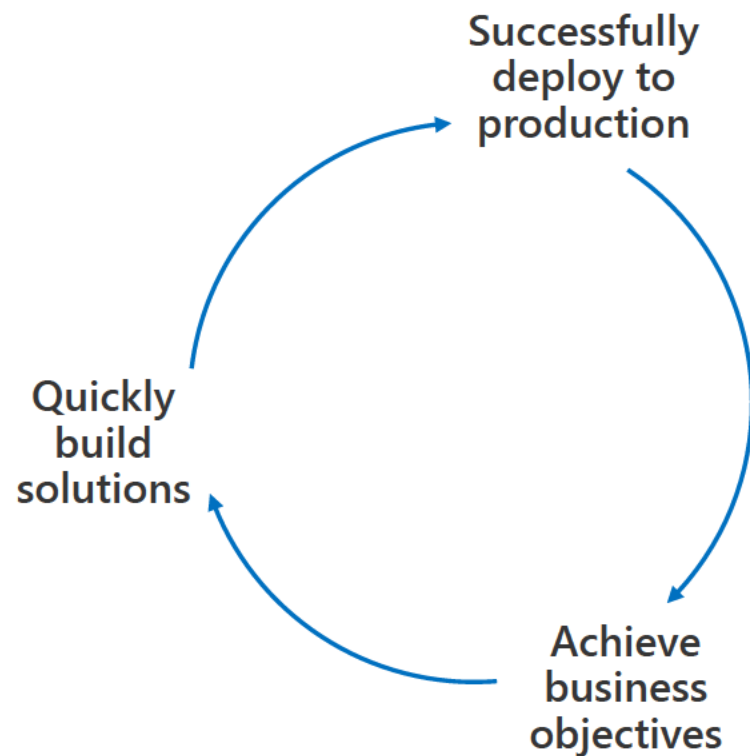 Successfully
deploy to
production
Quickly
build
solutions
Achieve
business
objectives